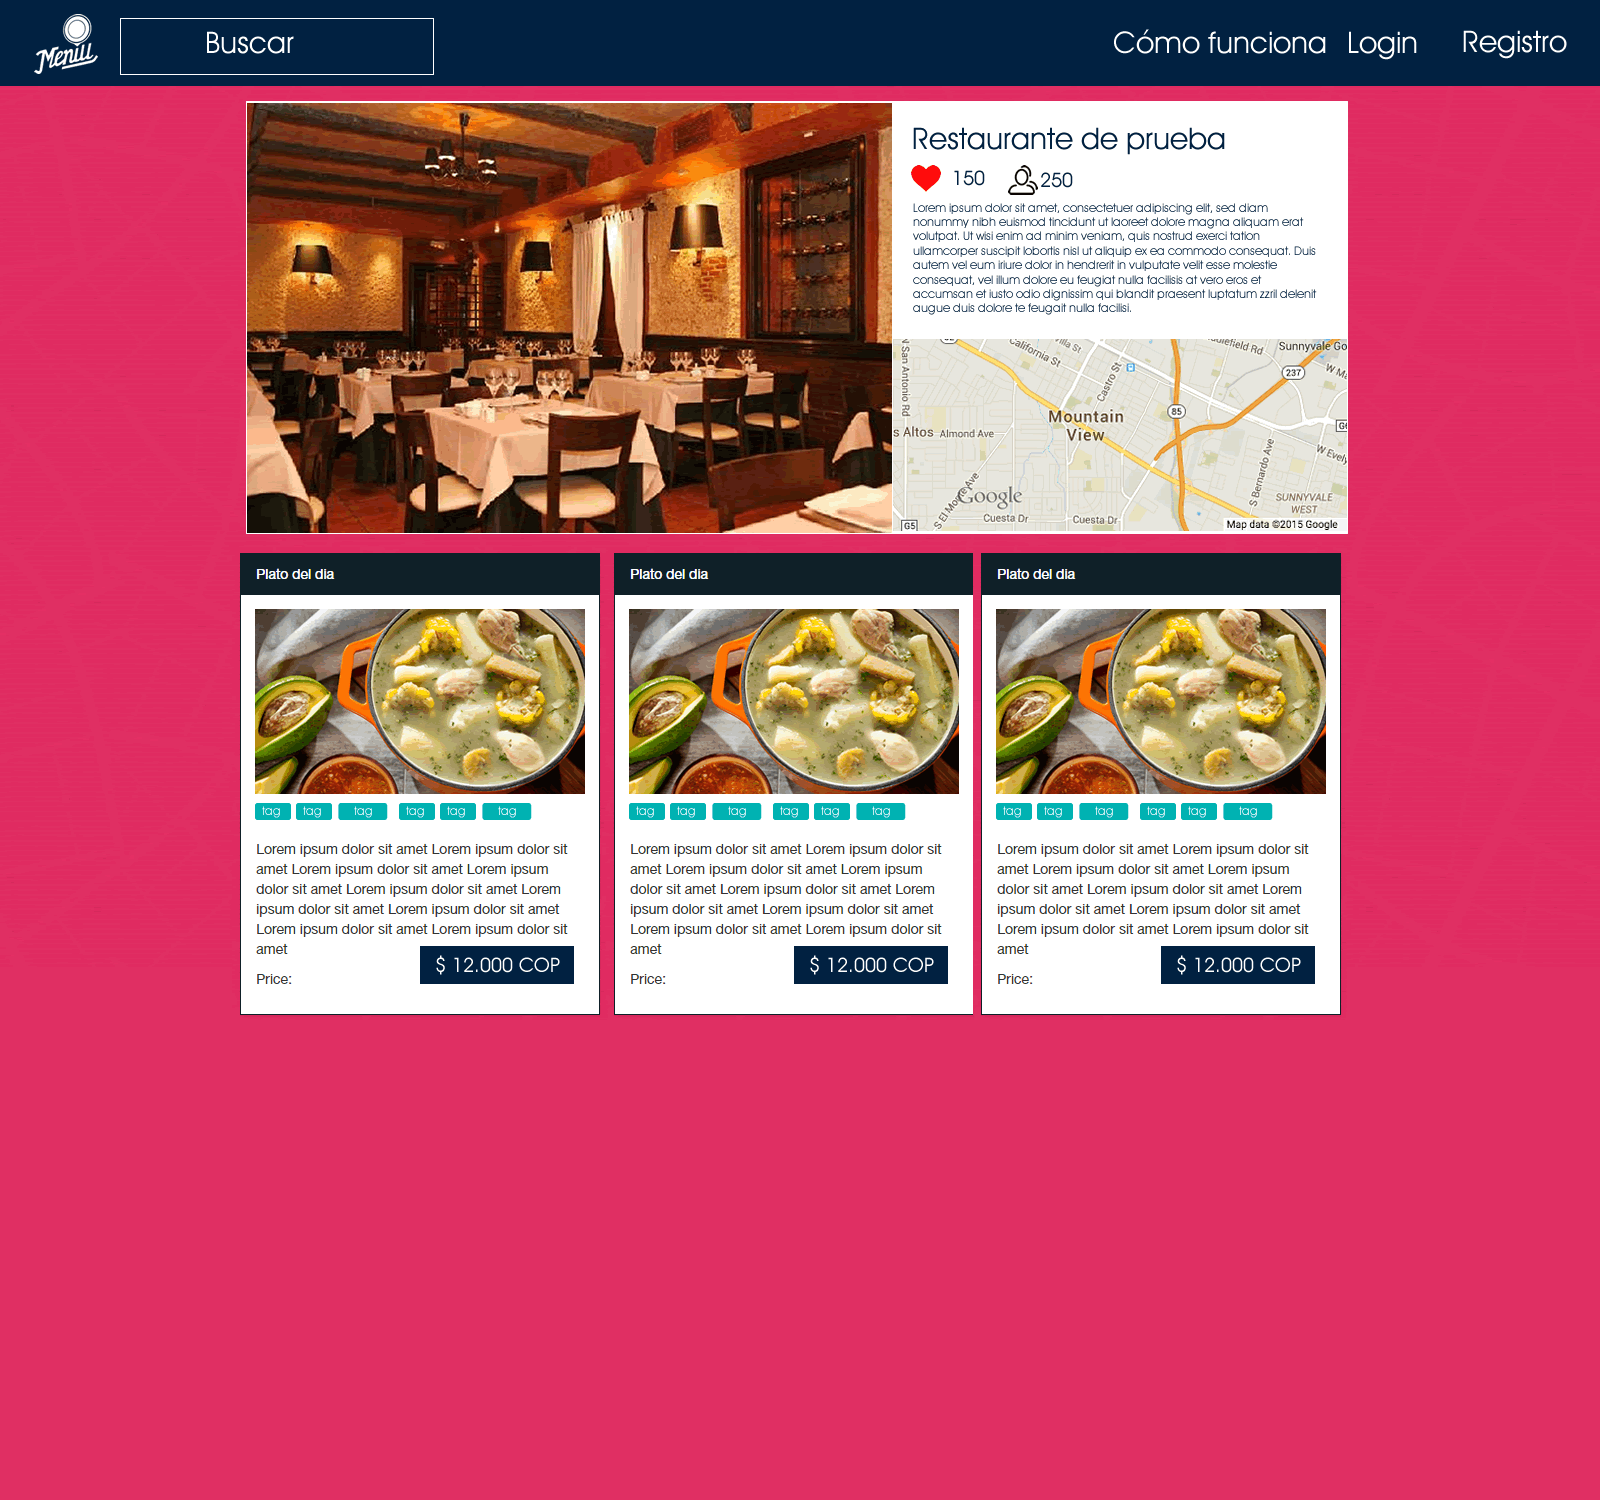 Menill
Buscar
Cómo funciona
Login
Registro
Restaurante de prueba
150
250
Lorem ipsum dolor sit amet, consectetuer adipiscing elit, sed diam
nonummy nibh euismod tincidunt ut laoreet dolore magna aliquam erat
volutpat. Ut wisi enim ad minim veniam, quis nostrud exerci tation
ullamcorper suscipit lobortis nisl ut aliquip ex ea commodo consequat. Duis
autem vel eum iriure dolor in hendrerit in vulputate velit esse molestie
consequat, vel illum dolore eu feugiat nulla facilisis at vero eros et
accumsan et iusto odio dignissim qui blandit praesent luptatum zzril delenit
augue duis dolore te feugait nulla facilisi.
N San Antonio Rd
California St
Villa St
Castro St
Sunnyvale Go
237
W Ma
85
Mountain
View
s Altos
Almond Ave
W Evely
S Bernardo Ave
S El Monte Ave
Google
SUNNYVALE
WEST
G5
Cuesta Dr
Cuesta Dr
Map data ©2015 Google
Plato del dia
tag tag tag tag tag tag
Lorem ipsum dolor sit amet Lorem ipsum dolor sit
amet Lorem ipsum dolor sit amet Lorem ipsum
dolor sit amet Lorem ipsum dolor sit amet Lorem
ipsum dolor sit amet Lorem ipsum dolor sit amet
Lorem ipsum dolor sit amet Lorem ipsum dolor sit
amet
Price:
$ 12.000 COP
Plato del dia
tag tag tag tag tag tag
Lorem ipsum dolor sit amet Lorem ipsum dolor sit
amet Lorem ipsum dolor sit amet Lorem ipsum
dolor sit amet Lorem ipsum dolor sit amet Lorem
ipsum dolor sit amet Lorem ipsum dolor sit amet
Lorem ipsum dolor sit amet Lorem ipsum dolor sit
amet
Price:
$ 12.000 COP
Plato del dia
tag tag tag tag tag tag
Lorem ipsum dolor sit amet Lorem ipsum dolor sit
amet Lorem ipsum dolor sit amet Lorem ipsum
dolor sit amet Lorem ipsum dolor sit amet Lorem
ipsum dolor sit amet Lorem ipsum dolor sit amet
Lorem ipsum dolor sit amet Lorem ipsum dolor sit
amet
Price:
$ 12.000 COP